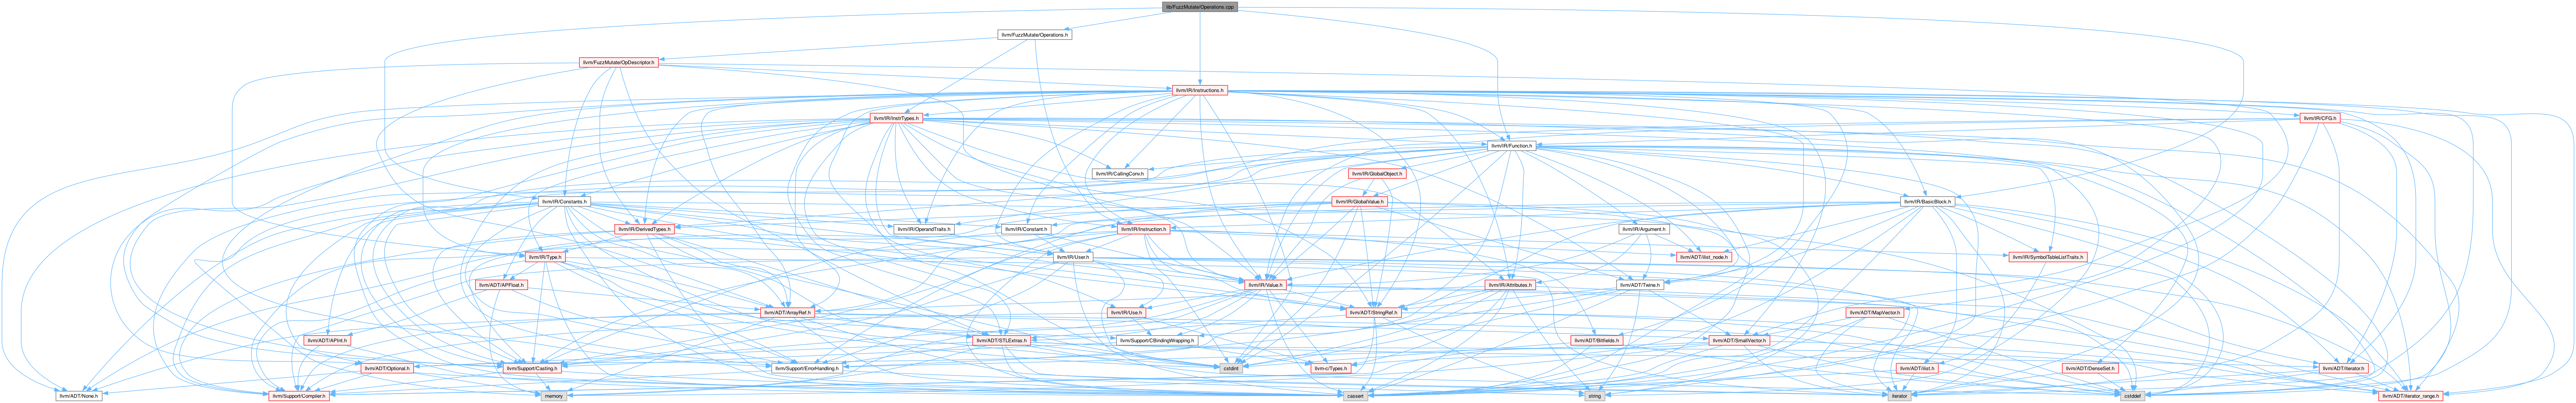 lib/FuzzMutate/Operations.cpp
llvm/FuzzMutate/Operations.h
llvm/FuzzMutate/OpDescriptor.h
llvm/IR/Instructions.h
llvm/IR/InstrTypes.h
llvm/IR/CFG.h
llvm/IR/Function.h
llvm/IR/CallingConv.h
llvm/IR/GlobalObject.h
llvm/IR/Constants.h
llvm/IR/GlobalValue.h
llvm/IR/BasicBlock.h
llvm/IR/DerivedTypes.h
llvm/IR/OperandTraits.h
llvm/IR/Constant.h
llvm/IR/Instruction.h
llvm/IR/Argument.h
llvm/IR/Type.h
llvm/IR/User.h
llvm/ADT/ilist_node.h
llvm/IR/SymbolTableListTraits.h
llvm/ADT/APFloat.h
llvm/IR/Value.h
llvm/IR/Attributes.h
llvm/ADT/Twine.h
llvm/ADT/ArrayRef.h
llvm/IR/Use.h
llvm/ADT/StringRef.h
llvm/ADT/MapVector.h
llvm/ADT/APInt.h
llvm/ADT/STLExtras.h
llvm/Support/CBindingWrapping.h
llvm/ADT/Bitfields.h
llvm/ADT/SmallVector.h
llvm/ADT/Optional.h
llvm/Support/Casting.h
llvm/Support/ErrorHandling.h
cstdint
llvm-c/Types.h
llvm/ADT/ilist.h
llvm/ADT/DenseSet.h
llvm/ADT/iterator.h
llvm/ADT/None.h
llvm/Support/Compiler.h
memory
cassert
string
iterator
cstddef
llvm/ADT/iterator_range.h